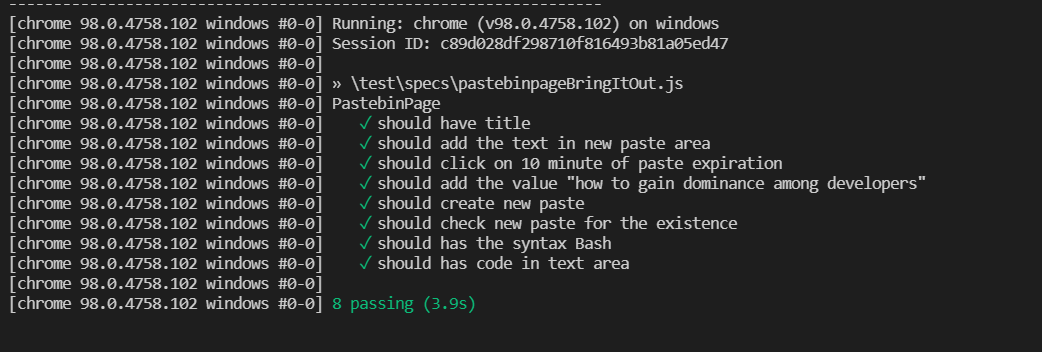 ------------------------------------------------------------------
[chrome 98.0.4758.102 windows #0-0] Running: chrome (v98.0.4758.102) on windows
[chrome 98.0.4758.102 windows #0-0] Session ID: c89d028df298710f816493b81a05ed47
[chrome 98.0.4758.102 windows #0-0]
[chrome 98.0.4758.102 windows #0-0] » \test\specs\pastebinpageBringItOut.js
[chrome 98.0.4758.102 windows #0-0] PastebinPage
[chrome 98.0.4758.102 windows #0-0]    ✓ should have title
[chrome 98.0.4758.102 windows #0-0]    ✓ should add the text in new paste area
[chrome 98.0.4758.102 windows #0-0]    ✓ should click on 10 minute of paste expiration
[chrome 98.0.4758.102 windows #0-0]    ✓ should add the value "how to gain dominance among developers"
[chrome 98.0.4758.102 windows #0-0]    ✓ should create new paste
[chrome 98.0.4758.102 windows #0-0]    ✓ should check new paste for the existence
[chrome 98.0.4758.102 windows #0-0]    ✓ should has the syntax Bash
[chrome 98.0.4758.102 windows #0-0]    ✓ should has code in text area
[chrome 98.0.4758.102 windows #0-0]
[chrome 98.0.4758.102 windows #0-0] 8 passing (3.9s)